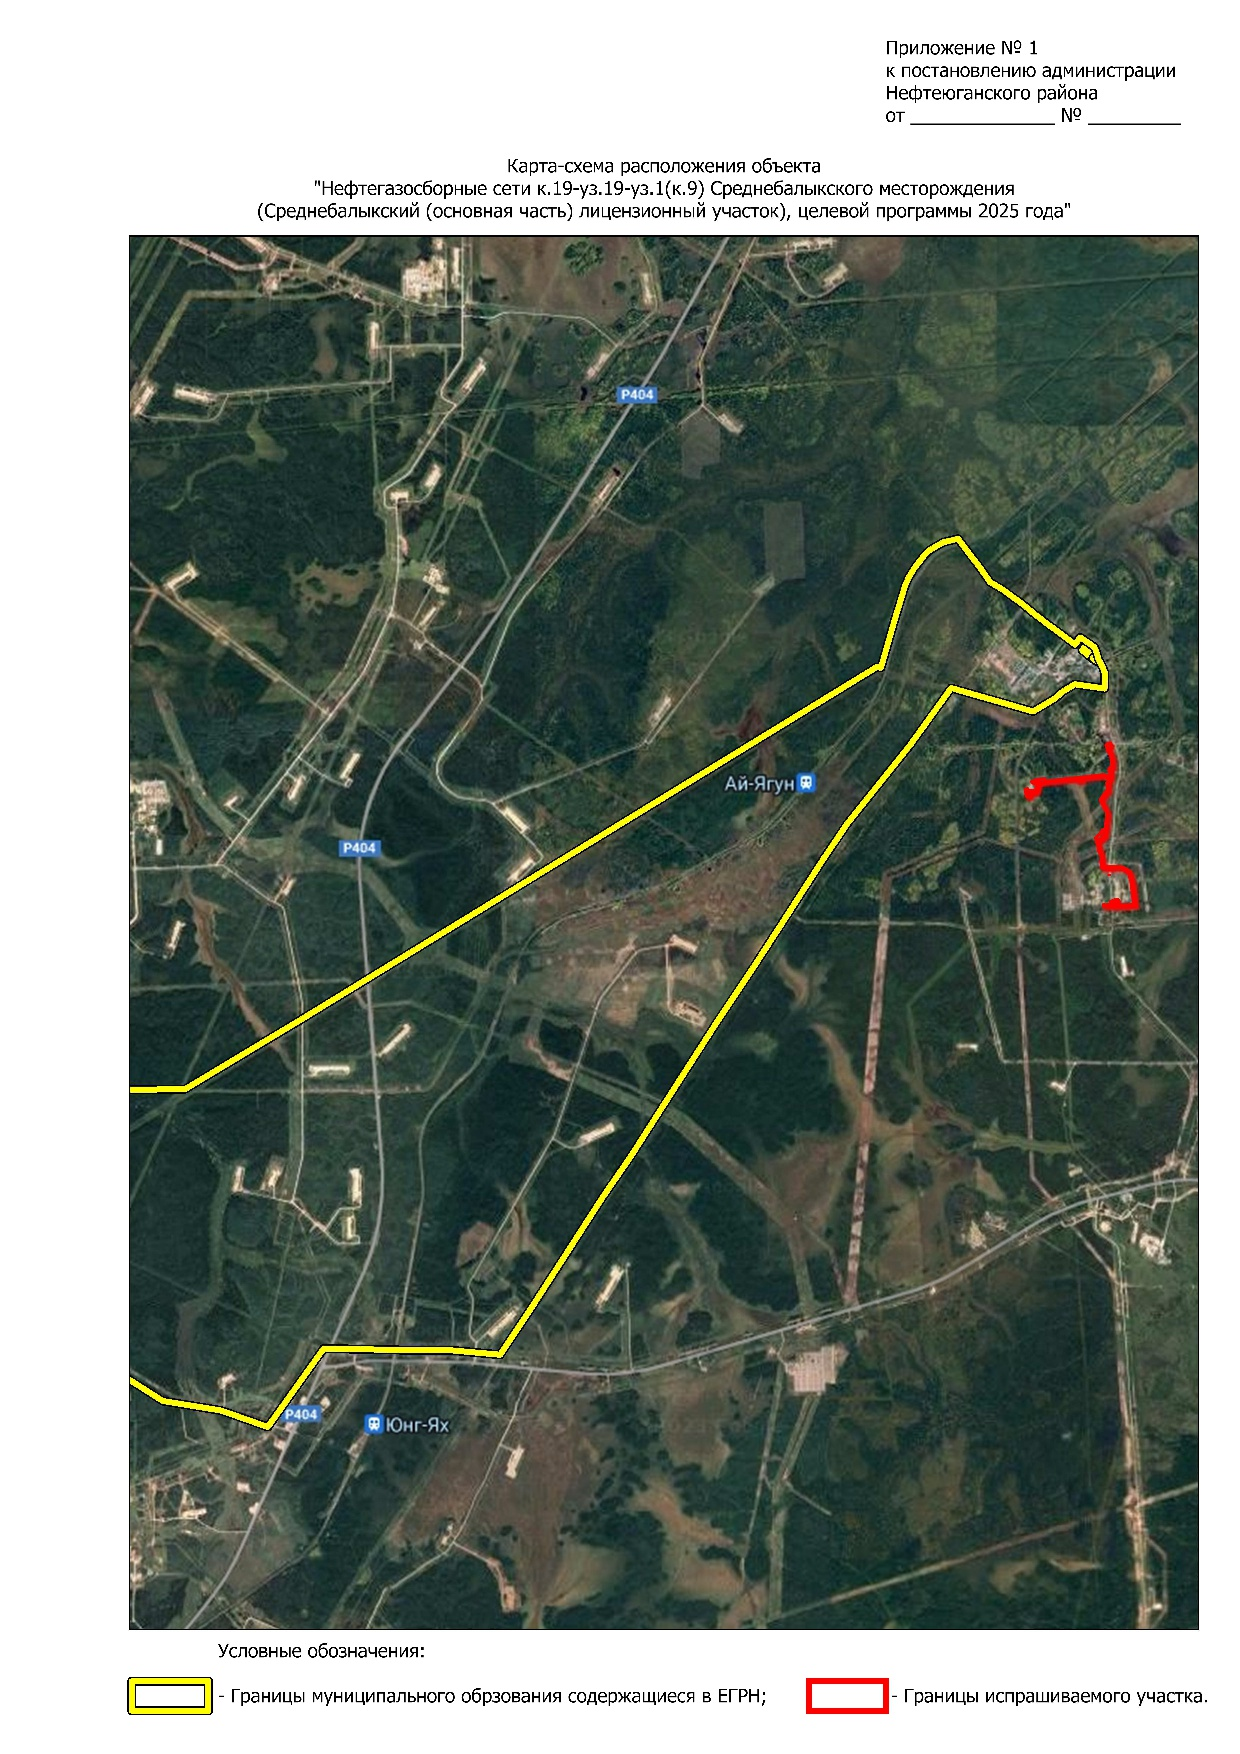 Приложение № 1
к постановлению администрации
Нефтеюганского района
от ______________ № _________
Карта-схема расположения объекта
"Нефтегазосборные сети к.19-уз.19-уз.1(к.9) Среднебалыкского месторождения
(Среднебалыкский (основная часть) лицензионный участок), целевой программы 2025 года"
Р404
Ай-Ягун
Р404
Р404
Юнг-Ях
Условные обозначения:
- Границы муниципального обрзования содержащиеся в ЕГРН;
- Границы испрашиваемого участка.